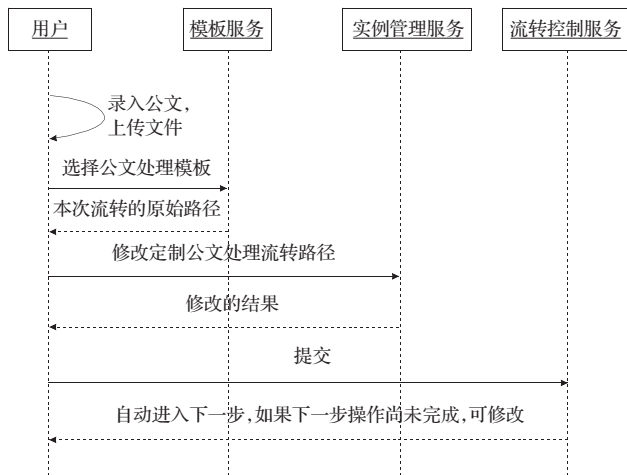 用户
模板服务
实例管理服务
流转控制服务
录入公文，
上传文件
选择公文处理模板
本次流转的原始路径
修改定制公文处理流转路径
修改的结果
提交
自动进入下一步，如果下一步操作尚未完成，可修改